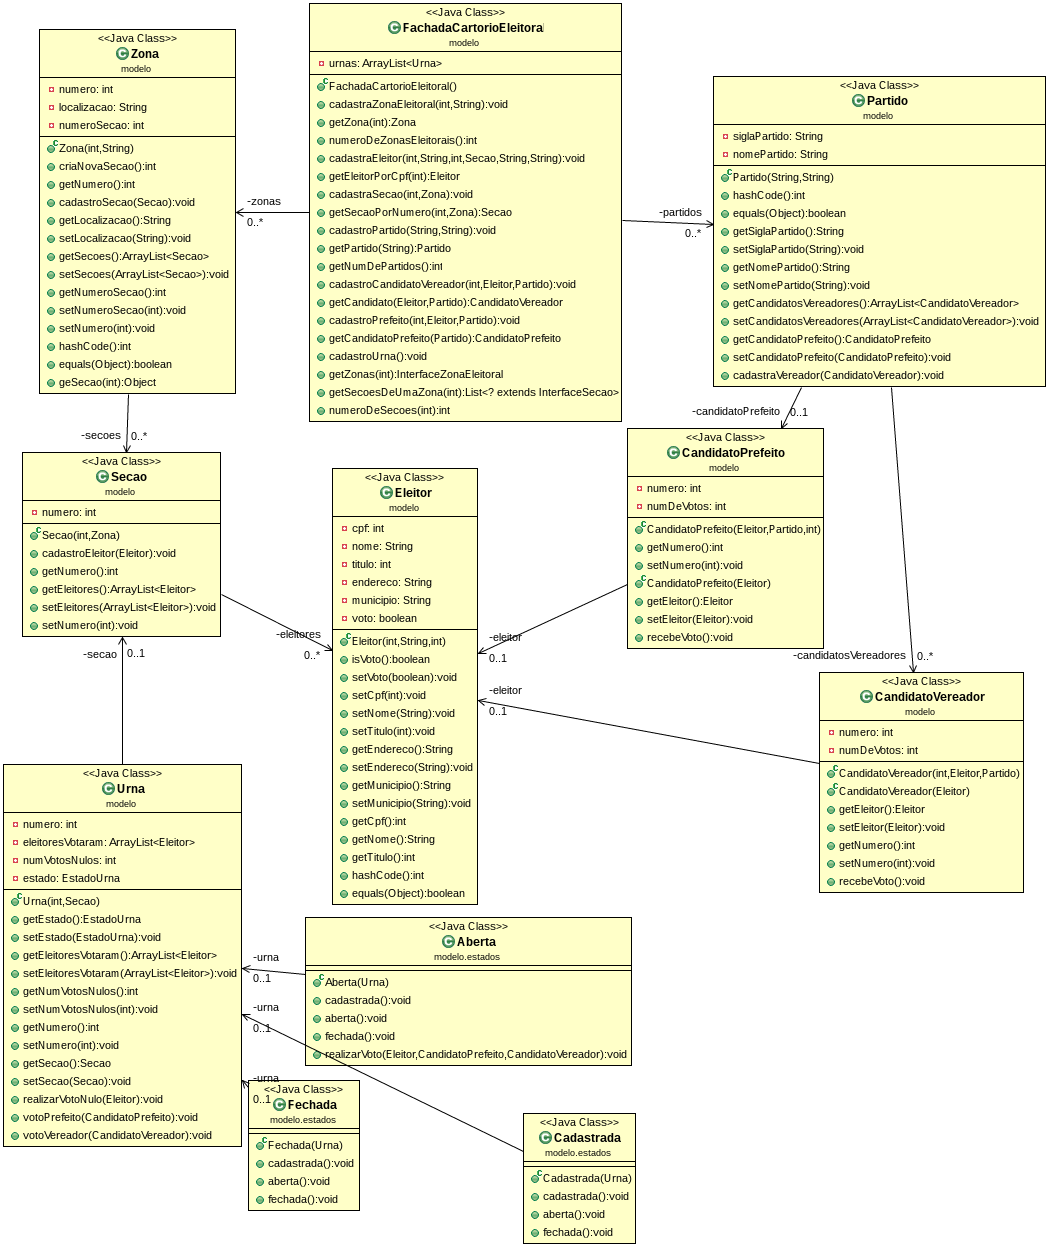 <<Java Class>>
Zona
modelo
numero: int
localizacao: String
numeroSecao: int
Zona(int,String)
criaNovaSecao():int
getNumero():int
cadastroSecao(Secao):void
getLocalizacao():String
setLocalizacao(String):void
getSecoes():ArrayList<Secao>
setSecoes(ArrayList<Secao>):void
getNumeroSecao():int
setNumeroSecao(int):void
setNumero(int):void
hashCode():int
equals(Object):boolean
geSecao(int):Object
-zonas
0..*
<<Java Class>>
FachadaCartorioEleitoral
modelo
urnas: ArrayList<Urna>
FachadaCartorioEleitoral()
cadastraZonaEleitoral(int,String):void
getZona(int):Zona
numeroDeZonasEleitorais():int
cadastraEleitor(int,String,int,Secao,String,String):void
getEleitorPorCpf(int):Eleitor
cadastraSecao(int,Zona):void
getSecaoPorNumero(int,Zona):Secao
cadastroPartido(String,String):void
getPartido(String):Partido
getNumDePartidos():int
cadastroCandidatoVereador(int,Eleitor,Partido):void
getCandidato(Eleitor,Partido):CandidatoVereador
cadastroPrefeito(int,Eleitor,Partido):void
getCandidatoPrefeito(Partido):CandidatoPrefeito
cadastroUrna():void
getZonas(int):InterfaceZonaEleitoral
getSecoesDeUmaZona(int):List<? extends InterfaceSecao>
numeroDeSecoes(int):int
-partidos
0..*
<<Java Class>>
Partido
modelo
siglaPartido: String
nomePartido: String
Partido(String,String)
hashCode():int
equals(Object):boolean
getSiglaPartido():String
setSiglaPartido(String):void
getNomePartido():String
setNomePartido(String):void
getCandidatosVereadores():ArrayList<CandidatoVereador>
setCandidatosVereadores(ArrayList<CandidatoVereador>):void
getCandidatoPrefeito():CandidatoPrefeito
setCandidatoPrefeito(CandidatoPrefeito):void
cadastraVereador(CandidatoVereador):void
-secoes
0..*
-candidatoPrefeito
0..1
<<Java Class>>
Secao
modelo
numero: int
Secao(int,Zona)
cadastroEleitor(Eleitor):void
getNumero():int
getEleitores():ArrayList<Eleitor>
setEleitores(ArrayList<Eleitor>):void
setNumero(int):void
-secao
0..1
-eleitores
0..*
<<Java Class>>
Eleitor
modelo
cpf: int
nome: String
titulo: int
endereco: String
municipio: String
voto: boolean
Eleitor(int,String,int)
isVoto():boolean
setVoto(boolean):void
setCpf(int):void
setNome(String):void
setTitulo(int):void
getEndereco():String
setEndereco(String):void
getMunicipio():String
setMunicipio(String):void
getCpf():int
getNome():String
getTitulo():int
hashCode():int
equals(Object):boolean
-eleitor
0..1
-eleitor
0..1
<<Java Class>>
CandidatoPrefeito
modelo
numero: int
numDeVotos: int
CandidatoPrefeito(Eleitor,Partido,int)
getNumero():int
setNumero(int):void
CandidatoPrefeito(Eleitor)
getEleitor():Eleitor
setEleitor(Eleitor):void
recebeVoto():void
-candidatosVereadores
0..*
<<Java Class>>
CandidatoVereador
modelo
numero: int
numDeVotos: int
CandidatoVereador(int,Eleitor,Partido)
CandidatoVereador(Eleitor)
getEleitor():Eleitor
setEleitor(Eleitor):void
getNumero():int
setNumero(int):void
recebeVoto():void
<<Java Class>>
Urna
modelo
numero: int
eleitoresVotaram: ArrayList<Eleitor>
numVotosNulos: int
estado: EstadoUrna
Urna(int,Secao)
getEstado():EstadoUrna
setEstado(EstadoUrna):void
getEleitoresVotaram():ArrayList<Eleitor>
setEleitoresVotaram(ArrayList<Eleitor>):void
getNumVotosNulos():int
setNumVotosNulos(int):void
getNumero():int
setNumero(int):void
getSecao():Secao
setSecao(Secao):void
realizarVotoNulo(Eleitor):void
votoPrefeito(CandidatoPrefeito):void
votoVereador(CandidatoVereador):void
-urna
0..1
-urna
0..1
-urna
0..1
<<Java Class>>
Aberta
modelo.estados
Aberta(Urna)
cadastrada():void
aberta():void
fechada():void
realizarVoto(Eleitor,CandidatoPrefeito,CandidatoVereador):void
<<Java Class>>
Fechada
modelo.estados
Fechada(Urna)
cadastrada():void
aberta():void
fechada():void
<<Java Class>>
Cadastrada
modelo.estados
Cadastrada(Urna)
cadastrada():void
aberta():void
fechada():void